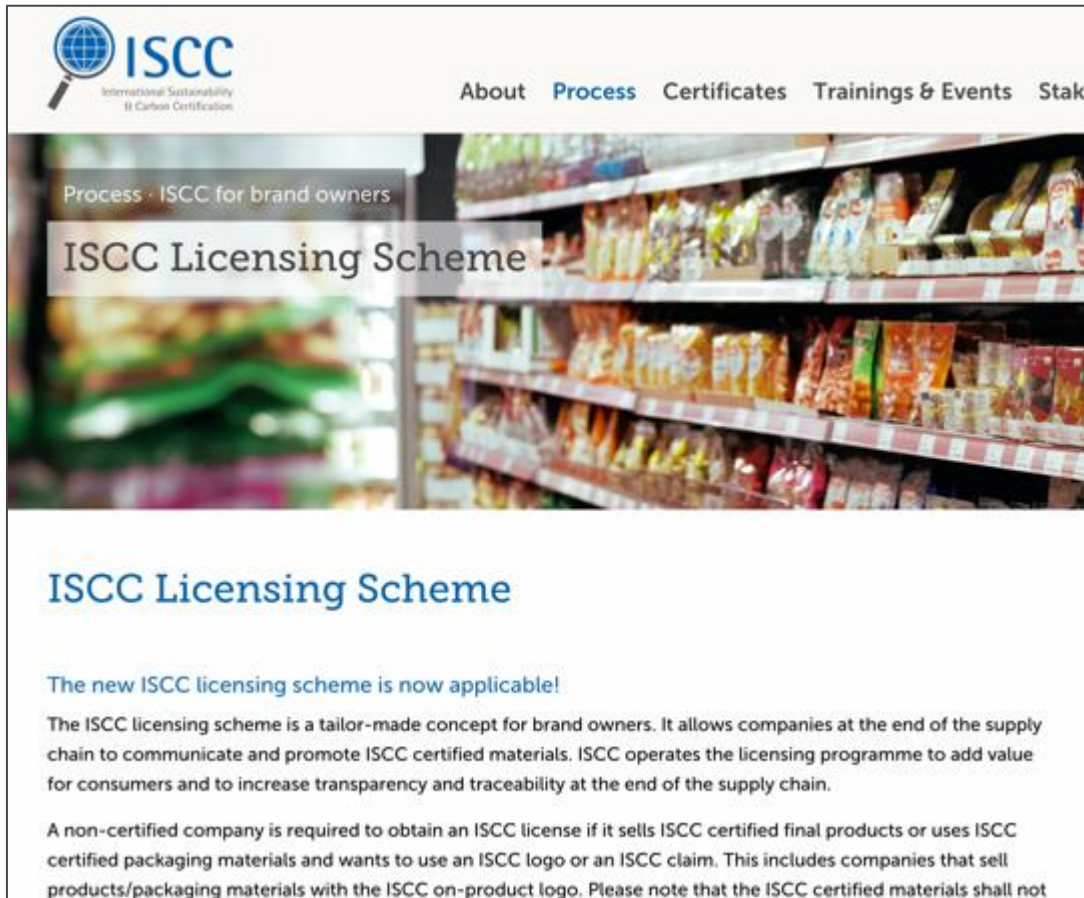 ISCC
International Sustainability
& Carbon Certification
About Process Certificates Trainings & Events Stak
Process · ISCC for brand owners
ISCC Licensing Scheme
ISCC Licensing Scheme
The new ISCC licensing scheme is now applicable!
The ISCC licensing scheme is a tailor-made concept for brand owners. It allows companies at the end of the supply
chain to communicate and promote ISCC certified materials. ISCC operates the licensing programme to add value
for consumers and to increase transparency and traceability at the end of the supply chain.
A non-certified company is required to obtain an ISCC license if it sells ISCC certified final products or uses ISCC
certified packaging materials and wants to use an ISCC logo or an ISCC claim. This includes companies that sell
products/packaging materials with the ISCC on-product logo. Please note that the ISCC certified materials shall not